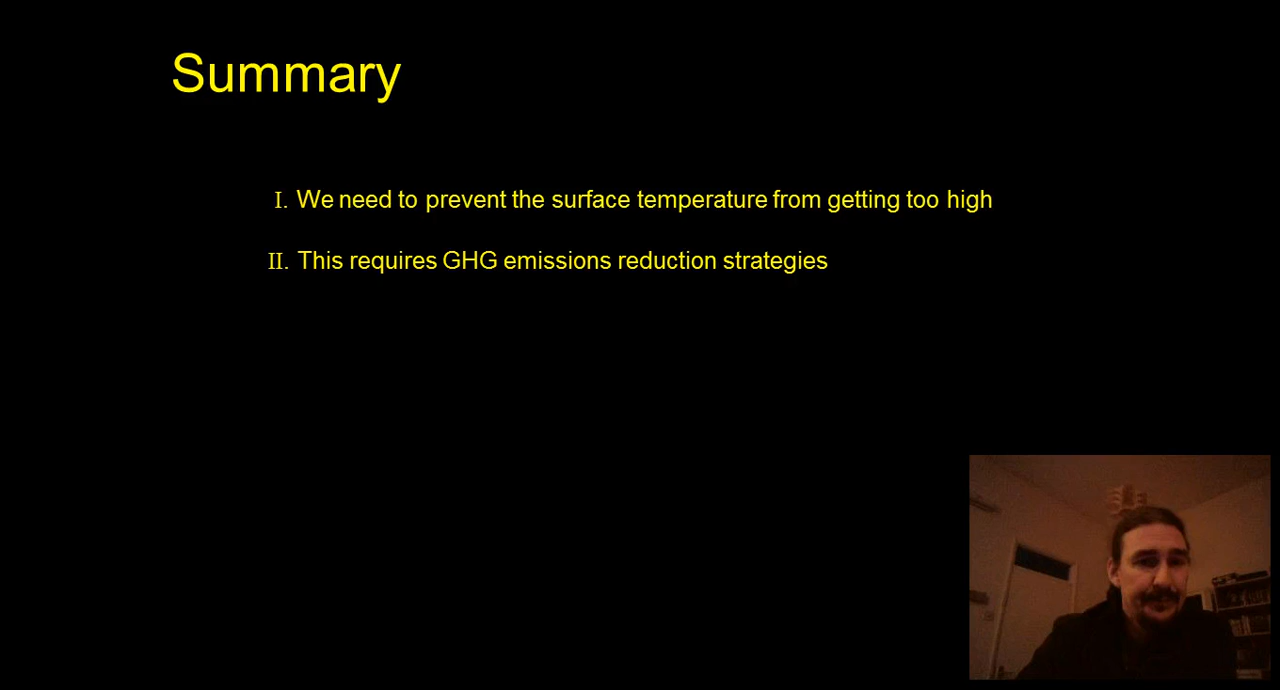 Summary
I. We need to prevent the surface temperature from getting too high
II. This requires GHG emissions reduction strategies